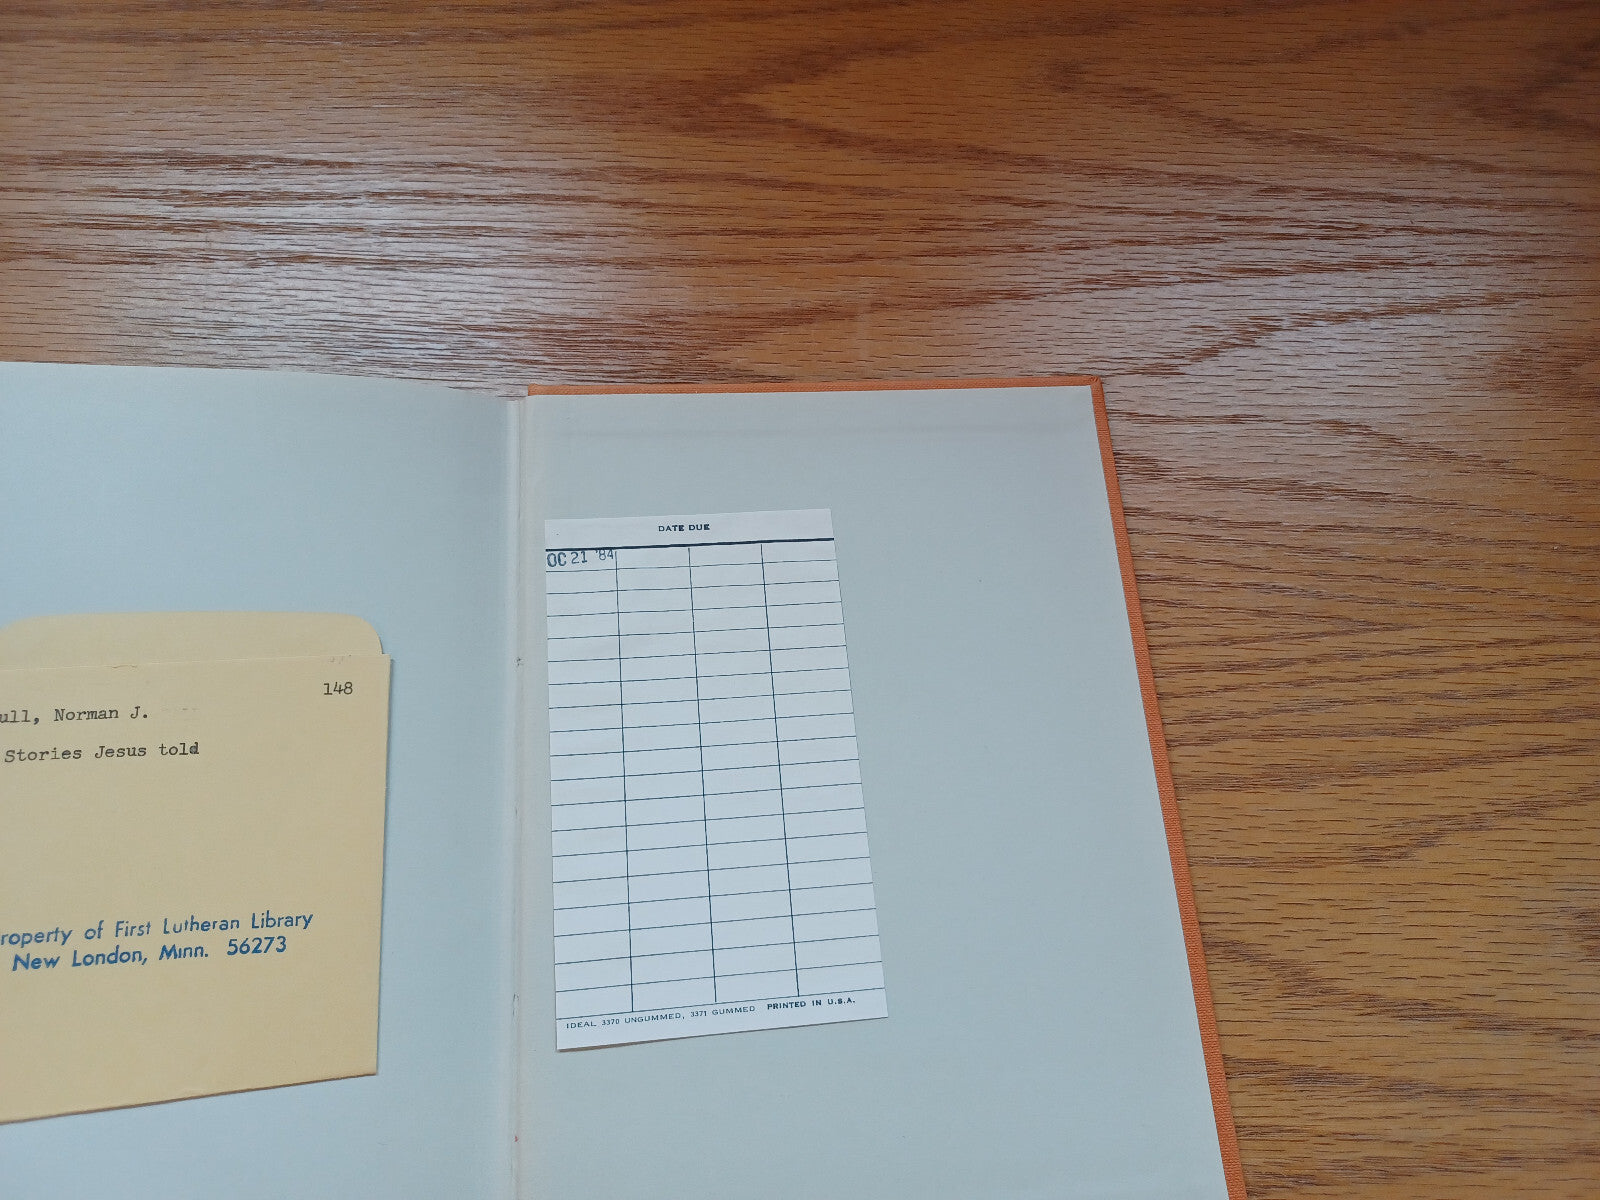 148
ull, Norman J.
Stories Jesus told
roperty of First Lutheran Library
New London, Minn. 56273
DATE DUE
OC 21 '84
IDEAL 3370 UNGUMMED, 3371 GUMMED PRINTED IN U.S.A.